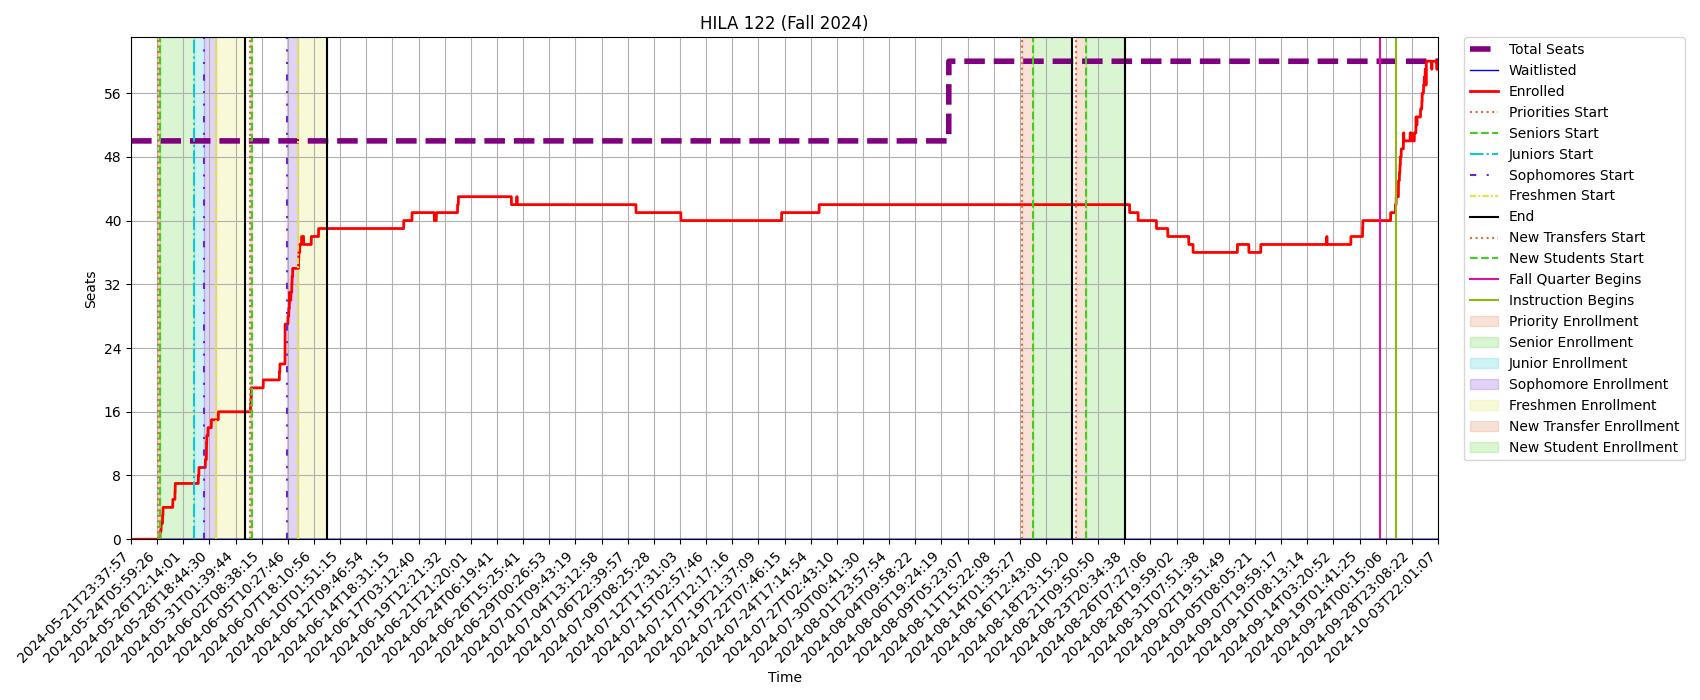 HILA 122 (Fall 2024)
Seats
56
48
40
32
24
16
8
0
2024-05-21T23:37:57
2024-05-24T05:59:26
2024-05-26T12:14:01
2024-05-28T18:44:30
2024-05-31T01:39:44
2024-06-02T08:38:15
2024-06-05T10:27:46
2024-06-07T18:10:56
2024-06-10T01:51:15
2024-06-12T09:46:54
2024-06-14T18:31:15
2024-06-17T03:12:40
2024-06-19T12:21:32
2024-06-21T21:20:01
2024-06-24T06:19:41
2024-06-26T15:25:41
2024-06-29T00:26:53
2024-07-01T09:43:19
2024-07-04T13:12:58
2024-07-06T22:39:57
2024-07-09T08:25:28
2024-07-12T17:31:03
2024-07-15T02:57:46
2024-07-17T12:17:16
2024-07-19T21:37:09
2024-07-22T07:46:15
2024-07-24T17:14:54
2024-07-27T02:43:10
2024-07-30T00:41:30
2024-08-01T23:57:54
2024-08-04T09:58:22
2024-08-06T19:24:19
2024-08-09T05:23:07
2024-08-11T15:22:08
2024-08-14T01:35:27
2024-08-16T12:43:00
2024-08-18T23:15:20
2024-08-21T09:50:50
2024-08-23T20:34:38
2024-08-26T07:27:06
2024-08-28T19:59:02
2024-08-31T07:51:38
2024-09-02T19:51:49
2024-09-05T08:05:21
2024-09-07T19:59:17
2024-09-10T08:13:14
2024-09-14T03:20:52
2024-09-19T01:41:25
2024-09-24T00:15:06
2024-09-28T23:08:22
2024-10-03T22:01:07
Time
Total Seats
Waitlisted
Enrolled
Priorities Start
Seniors Start
Juniors Start
Sophomores Start
Freshmen Start
End
New Transfers Start
New Students Start
Fall Quarter Begins
Instruction Begins
Priority Enrollment
Senior Enrollment
Junior Enrollment
Sophomore Enrollment
Freshmen Enrollment
New Transfer Enrollment
New Student Enrollment